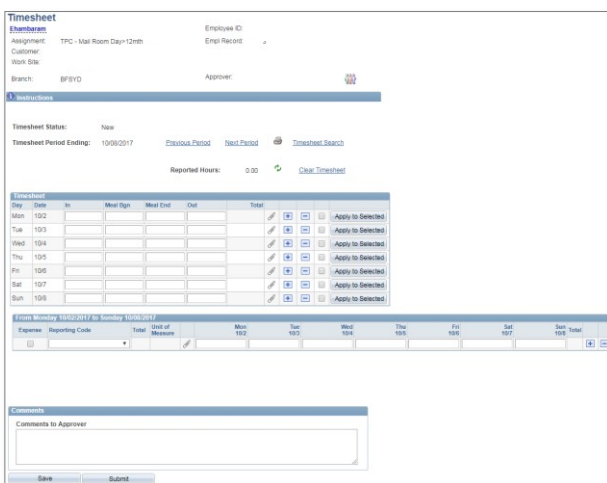 Timesheet
Ehambaram Employee ID:
Assignment: TPC - Mail Room Day>12mth Empl Record: 4
Customer:
Work Site:
Branch: BFSYD Approver:
Instructions
Timesheet Status: New
Timesheet Period Ending: 10/08/2017 Previous Period Next Period Timesheet Search
Reported Hours: 0.00 Clear Timesheet
Timesheet
Day Date In Meal Bgn Meal End Out Total
Mon 10/2 Apply to Selected
Tue 10/3 Apply to Selected
Wed 10/4 Apply to Selected
Thu 10/5 Apply to Selected
Fri 10/6 Apply to Selected
Sat 10/7 Apply to Selected
Sun 10/8 Apply to Selected
From Monday 10/02/2017 to Sunday 10/08/2017
Expense Reporting Code Total Unit of Measure Mon 10/2 Tue 10/3 Wed 10/4 Thu 10/5 Fri 10/6 Sat 10/7 Sun 10/8 Total
Comments
Comments to Approver
Save Submit